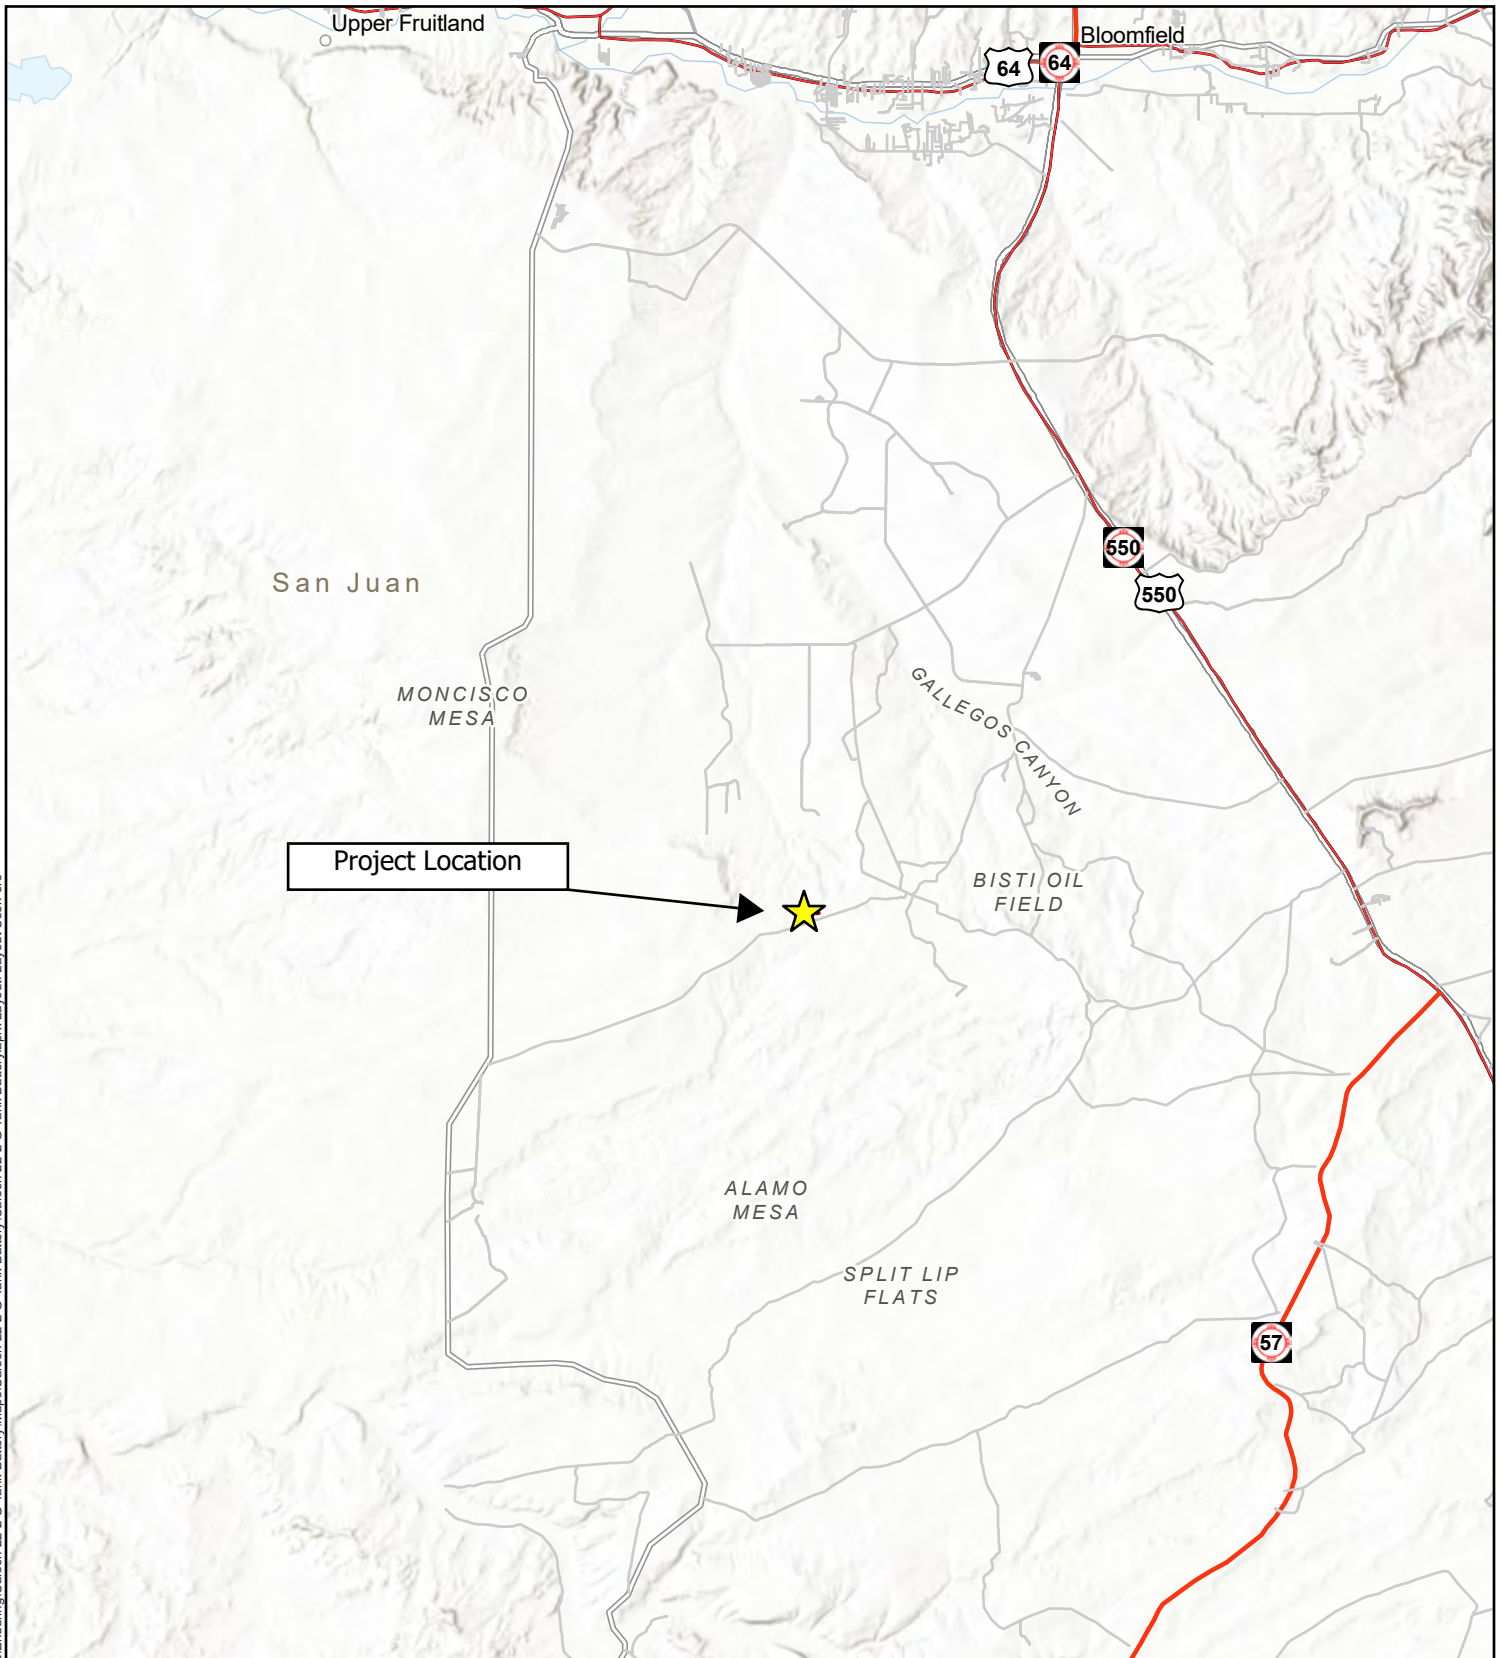 Upper Fruitland
Bloomfield
64
64
550
550
San Juan
MONCISCO
MESA
GALLEGOS CANYON
Project Location
BISTI OIL
FIELD
ALAMO
MESA
SPLIT LIP
FLATS
57